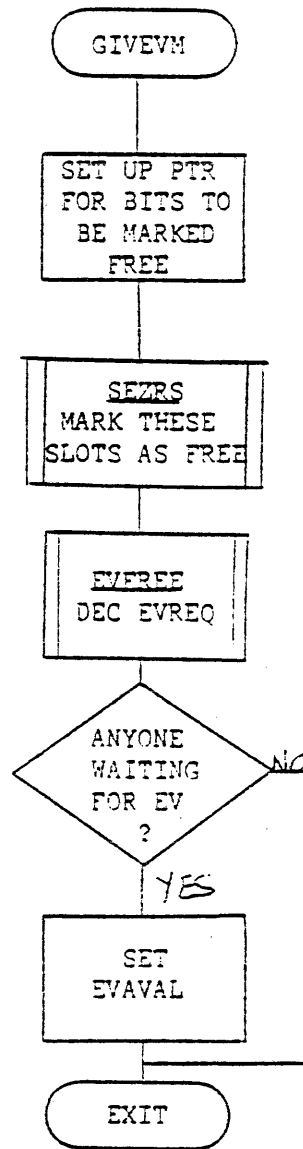 GIVEVM
SET UP PTR
FOR BITS TO
BE MARKED
FREE
SEZRS
MARK THESE
SLOTS AS FREE
EVFREE
DEC EVREQ
ANYONE
WAITING
FOR EV
?
NO
YES
SET
EVAVAL
EXIT